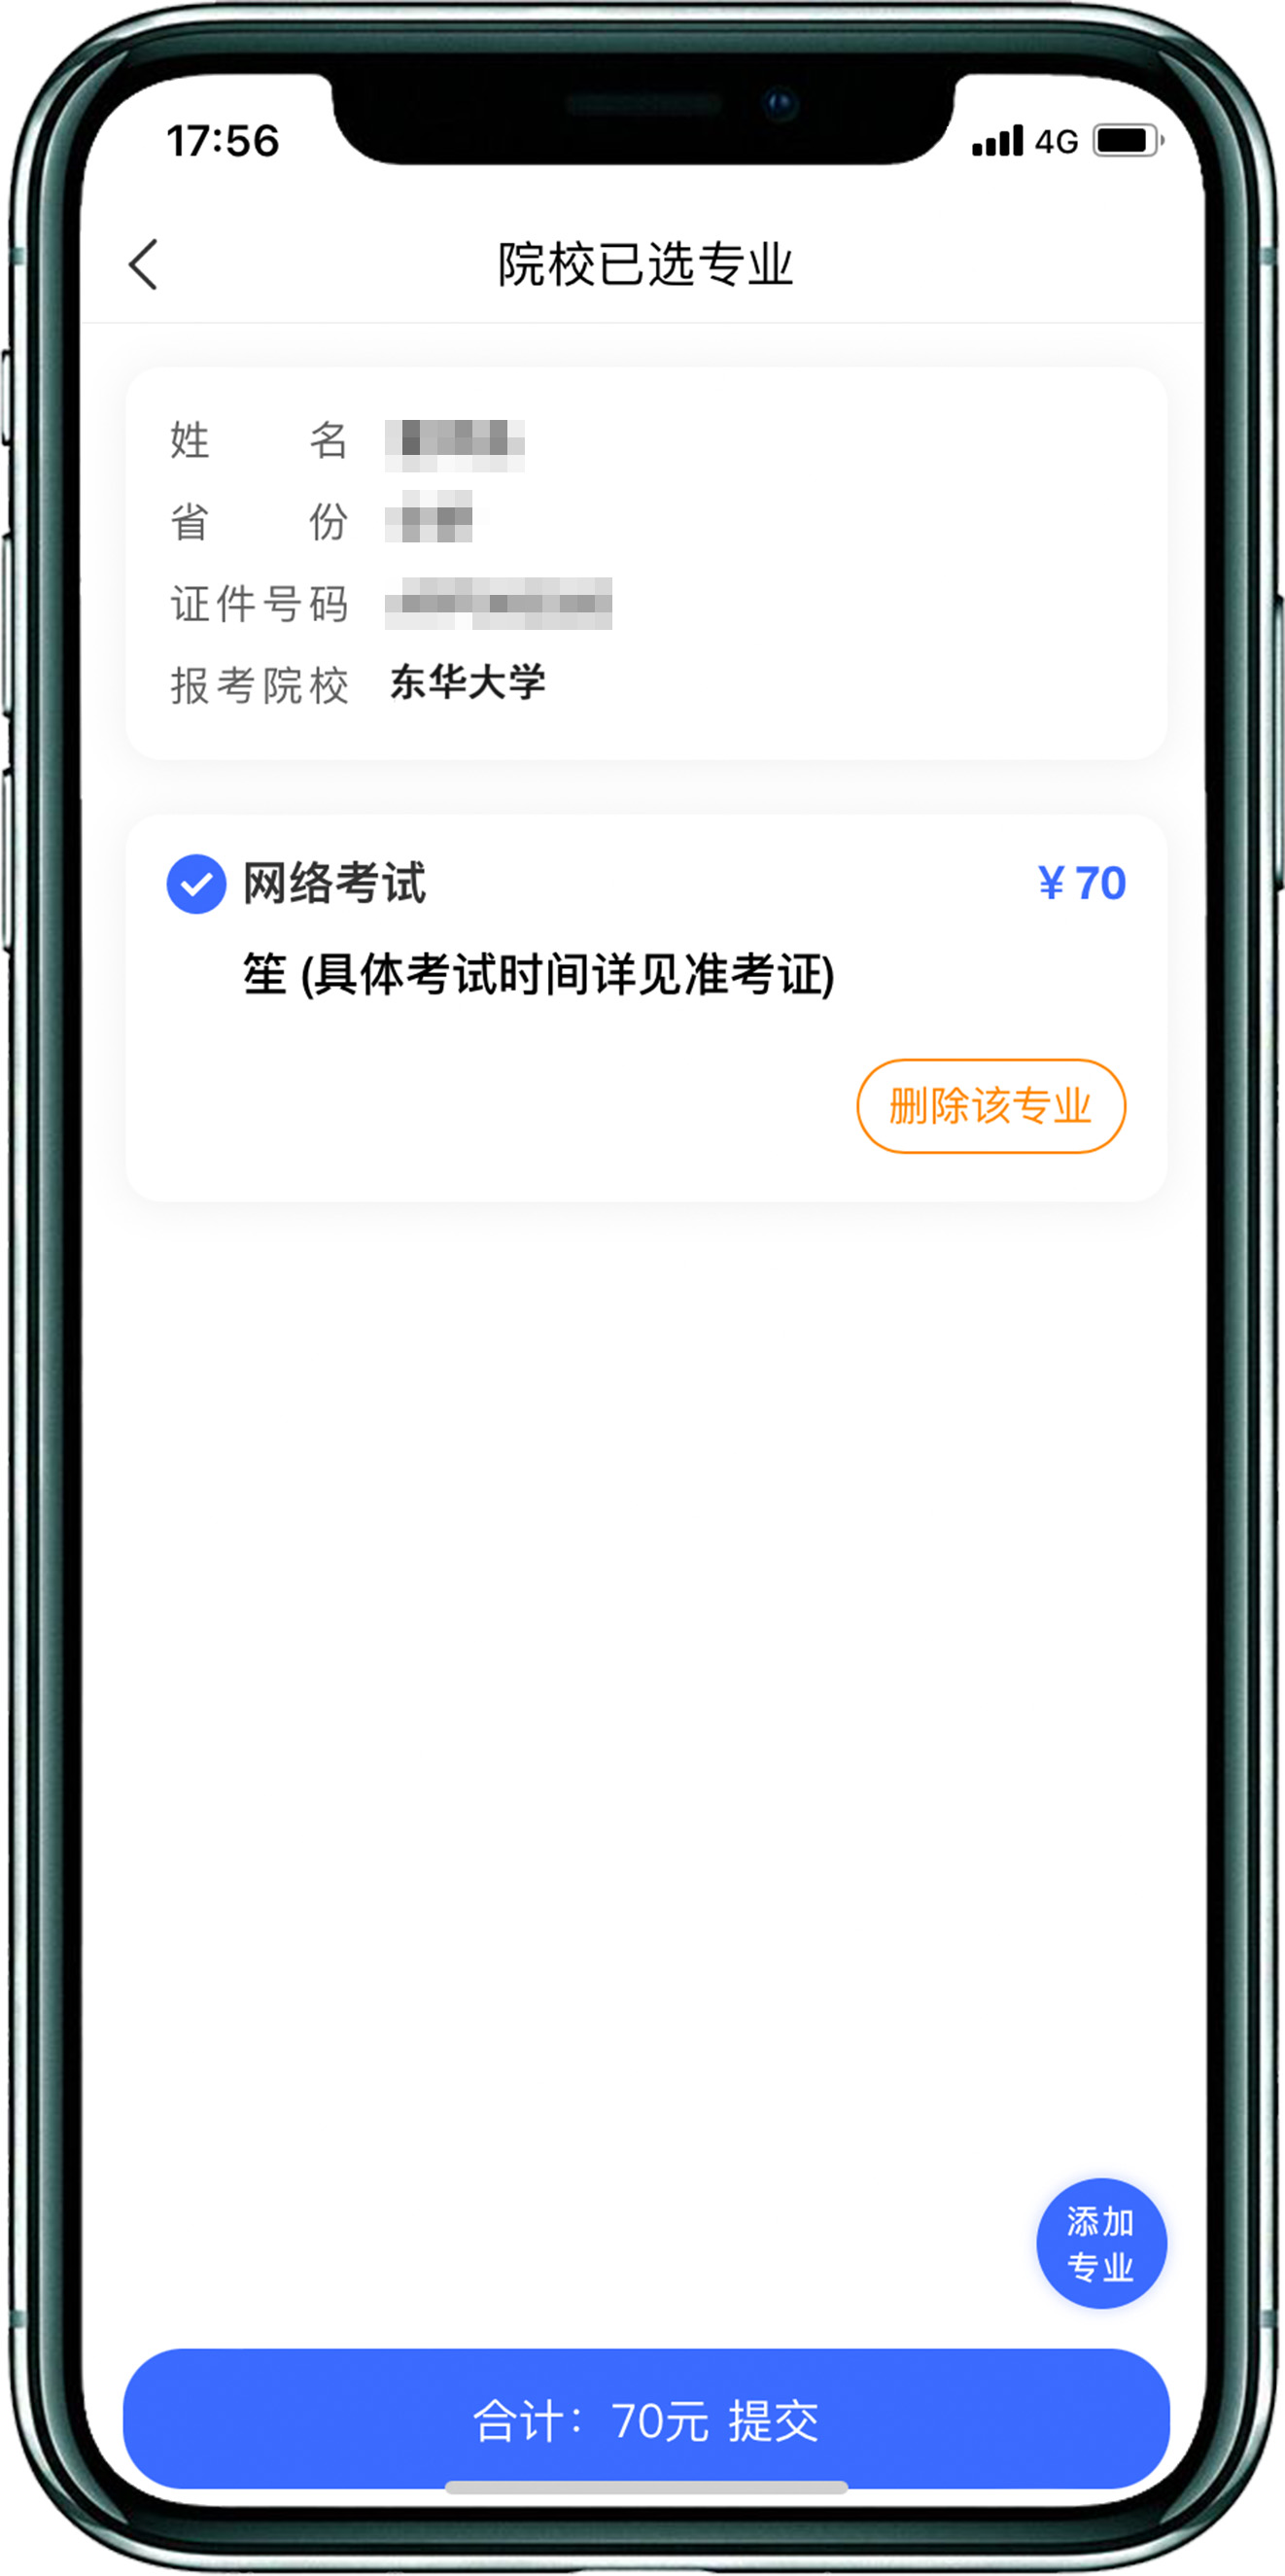 17:56 4G
院校已选专业
姓名
省份
证件号码
报考院校 东华大学
网络考试 ¥70
笙 (具体考试时间详见准考证)
删除该专业
添加
专业
合计：70元 提交